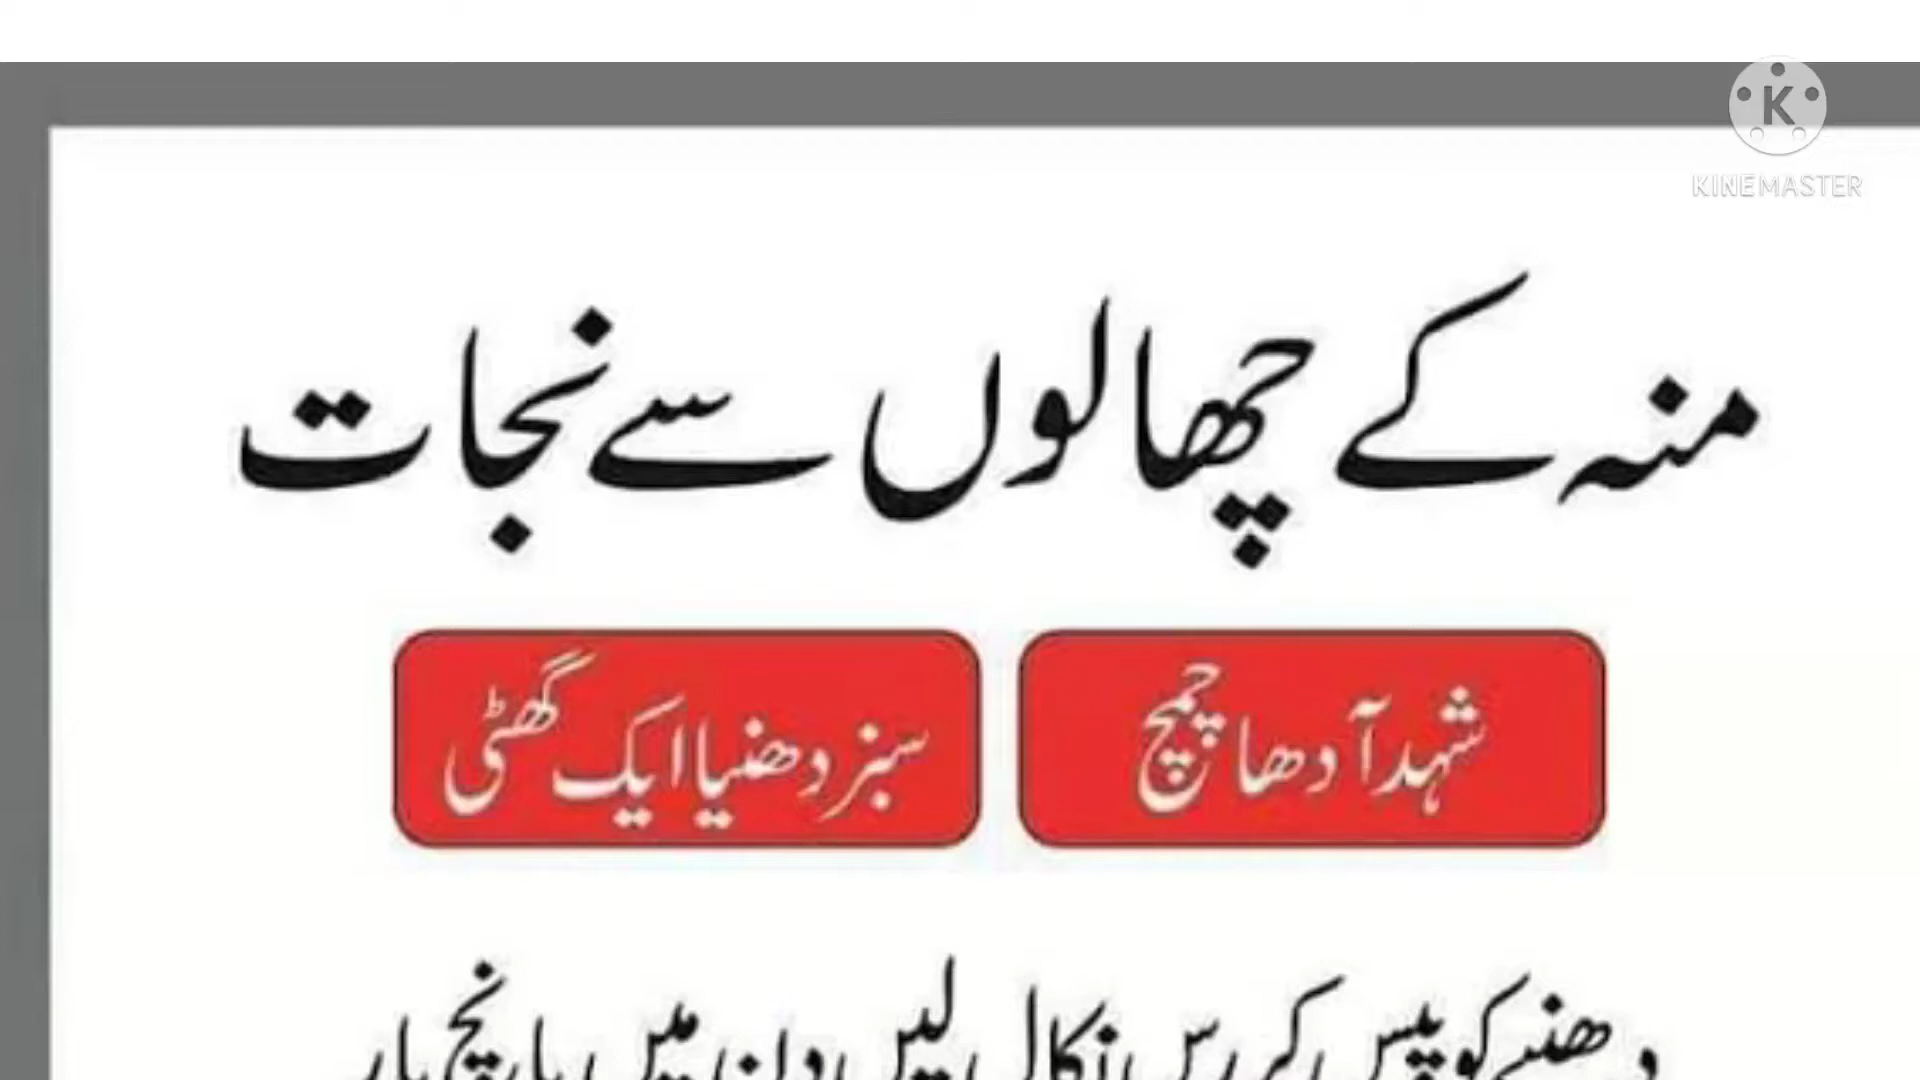 KINEMASTER
منہ کے چھالوں سے نجات
شہد آدھا چمچ
سبز دھنیا ایک گھٹی
دھنیے کو پیس کر رس نکال لیں دن میں پانچ بار